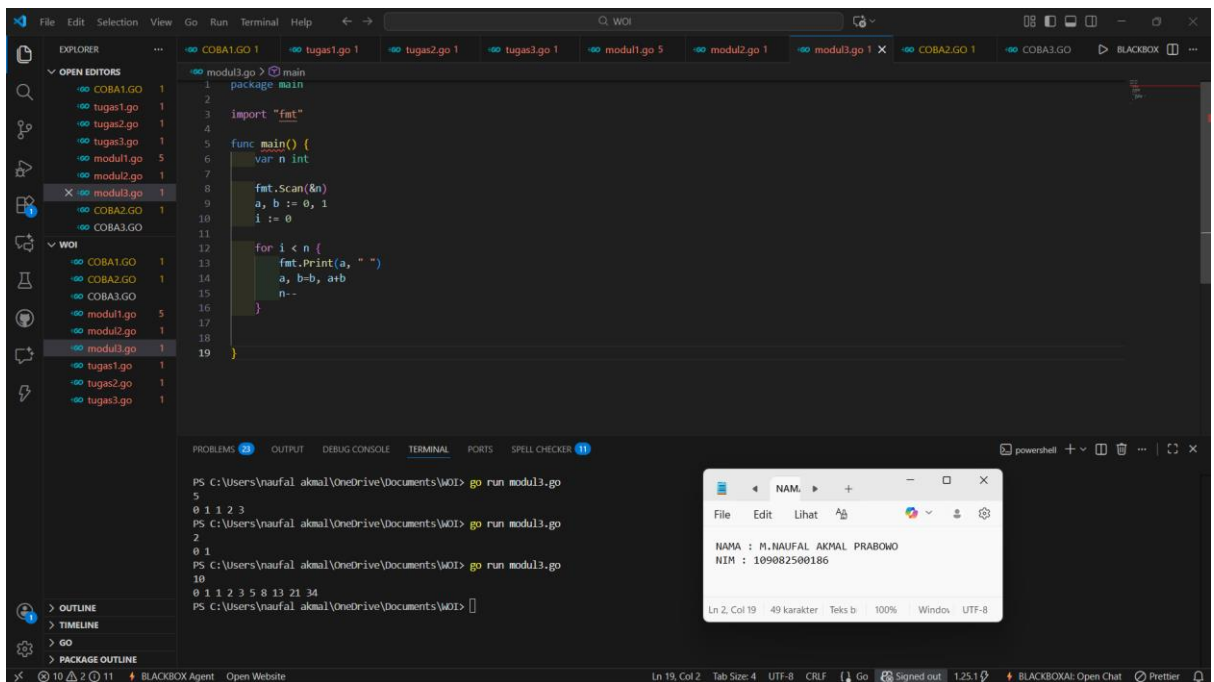 File Edit Selection View Go Run Terminal Help
WOI
EXPLORER
OPEN EDITORS
COBA1.GO 1
tugas1.go 1
tugas2.go 1
tugas3.go 1
modul1.go 5
modul2.go 1
modul3.go 1
COBA2.GO 1
COBA3.GO
WOI
COBA1.GO 1
COBA2.GO 1
COBA3.GO
modul1.go 5
modul2.go 1
modul3.go 1
tugas1.go 1
tugas2.go 1
tugas3.go 1
OUTLINE
TIMELINE
GO
PACKAGE OUTLINE
COBA1.GO 1 tugas1.go 1 tugas2.go 1 tugas3.go 1 modul1.go 5 modul2.go 1 modul3.go 1 COBA2.GO 1 COBA3.GO BLACKBOX
modul3.go > main
1 package main
2
3 import "fmt"
4
5 func main() {
6 var n int
7
8 fmt.Scan(&n)
9 a, b := 0, 1
10 i := 0
11
12 for i < n {
13 fmt.Print(a, " ")
14 a, b=b, a+b
15 n--
16 }
17
18
19 }
PROBLEMS 23 OUTPUT DEBUG CONSOLE TERMINAL PORTS SPELL CHECKER 11
powershell
PS C:\Users\naufal akmal\OneDrive\Documents\WOI> go run modul3.go
5
0 1 1 2 3
PS C:\Users\naufal akmal\OneDrive\Documents\WOI> go run modul3.go
2
0 1
PS C:\Users\naufal akmal\OneDrive\Documents\WOI> go run modul3.go
10
0 1 1 2 3 5 8 13 21 34
PS C:\Users\naufal akmal\OneDrive\Documents\WOI>
NAM
File Edit Lihat
NAMA : M.NAUFAL AKMAL PRABOWO
NIM : 109082500186
Ln 2, Col 19 49 karakter Teks b 100% Window UTF-8
10 2 11 BLACKBOX Agent Open Website Ln 19, Col 2 Tab Size: 4 UTF-8 CRLF Go Signed out 1.25.1 BLACKBOXAI: Open Chat Prettier